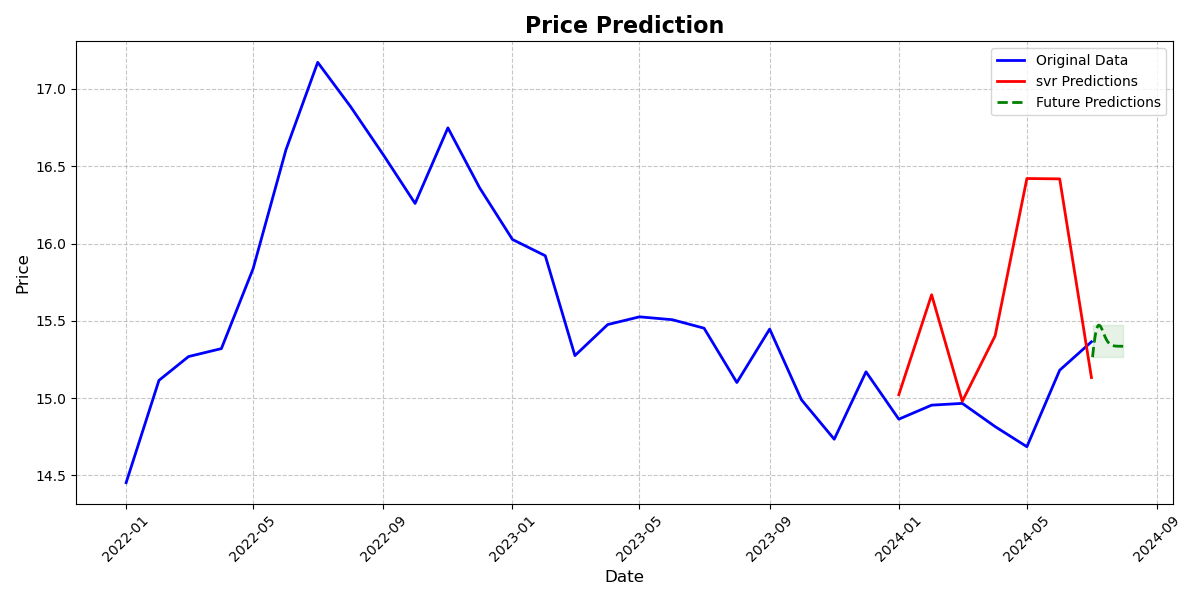 Price Prediction
Original Data
svr Predictions
Future Predictions
Price
17.0
16.5
16.0
15.5
15.0
14.5
2022-01
2022-05
2022-09
2023-01
2023-05
2023-09
2024-01
2024-05
2024-09
Date